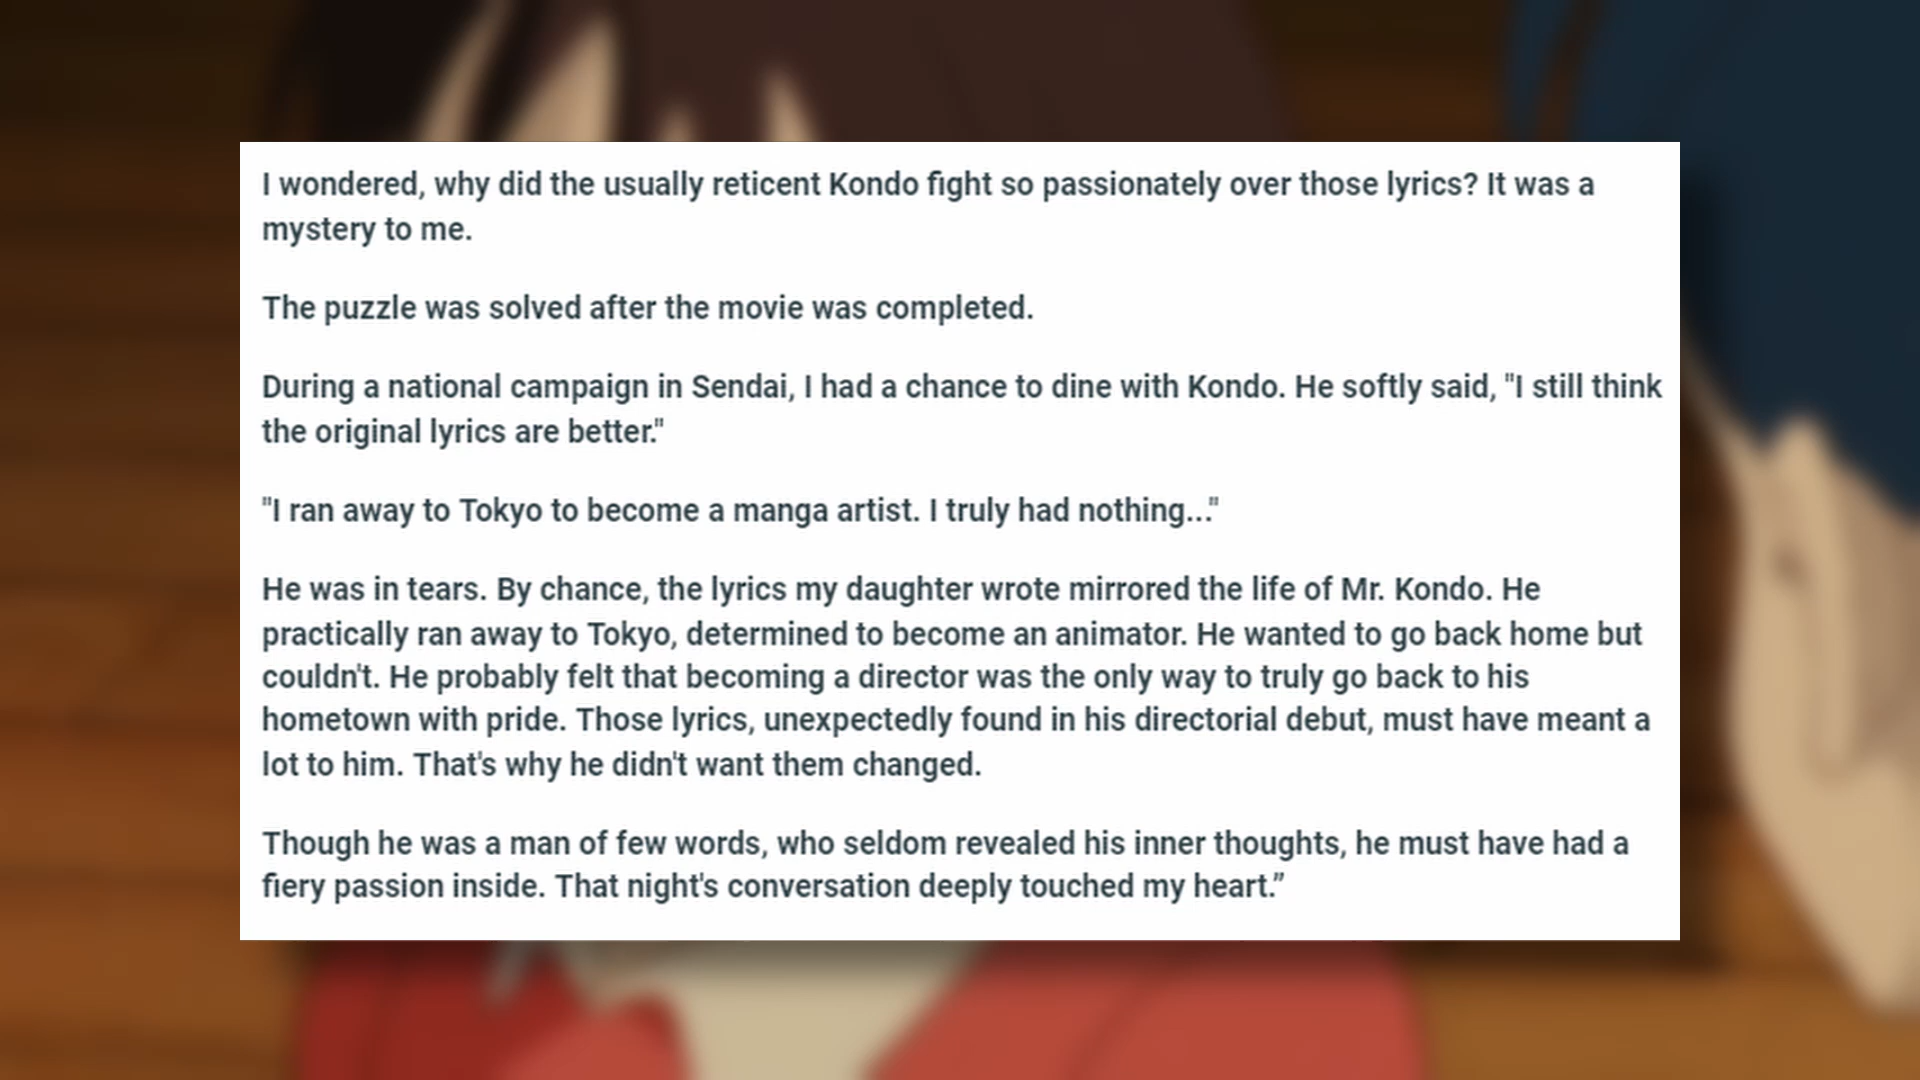 I wondered, why did the usually reticent Kondo fight so passionately over those lyrics? It was a
mystery to me.
The puzzle was solved after the movie was completed.
During a national campaign in Sendai, I had a chance to dine with Kondo. He softly said, "I still think
the original lyrics are better."
"I ran away to Tokyo to become a manga artist. I truly had nothing..."
He was in tears. By chance, the lyrics my daughter wrote mirrored the life of Mr. Kondo. He
practically ran away to Tokyo, determined to become an animator. He wanted to go back home but
couldn't. He probably felt that becoming a director was the only way to truly go back to his
hometown with pride. Those lyrics, unexpectedly found in his directorial debut, must have meant a
lot to him. That's why he didn't want them changed.
Though he was a man of few words, who seldom revealed his inner thoughts, he must have had a
fiery passion inside. That night's conversation deeply touched my heart.”